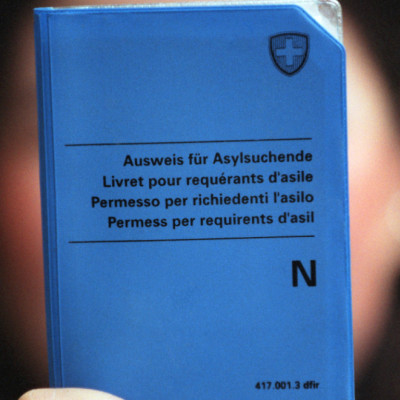 Ausweis für Asylsuchende
Livret pour requérants d'asile
Permesso per richiedenti l'asilo
Permess per requirents d'asil
N
417.001.3 dfir